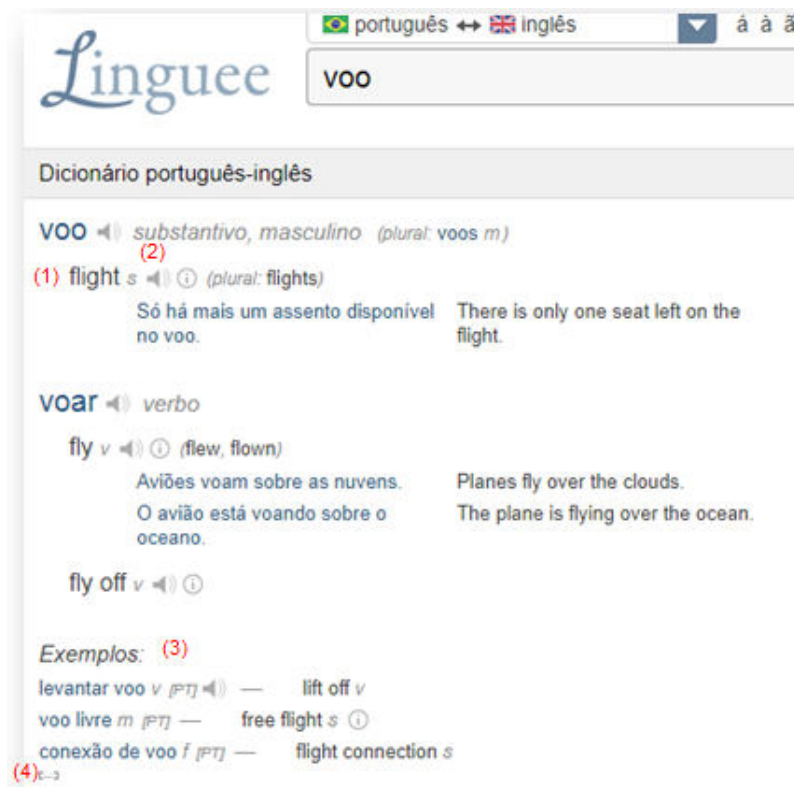 português ↔ inglês á à ã
Linguee voo
Dicionário português-inglês
voo substantivo, masculino (plural: voos m)
(2)
(1) flight s (plural: flights)
Só há mais um assento disponível There is only one seat left on the
no voo. flight.
voar verbo
fly v (flew, flown)
Aviões voam sobre as nuvens. Planes fly over the clouds.
O avião está voando sobre o The plane is flying over the ocean.
oceano.
fly off v
Exemplos: (3)
levantar voo v [PT] — lift off v
voo livre m [PT] — free flight s
conexão de voo f [PT] — flight connection s
(4)